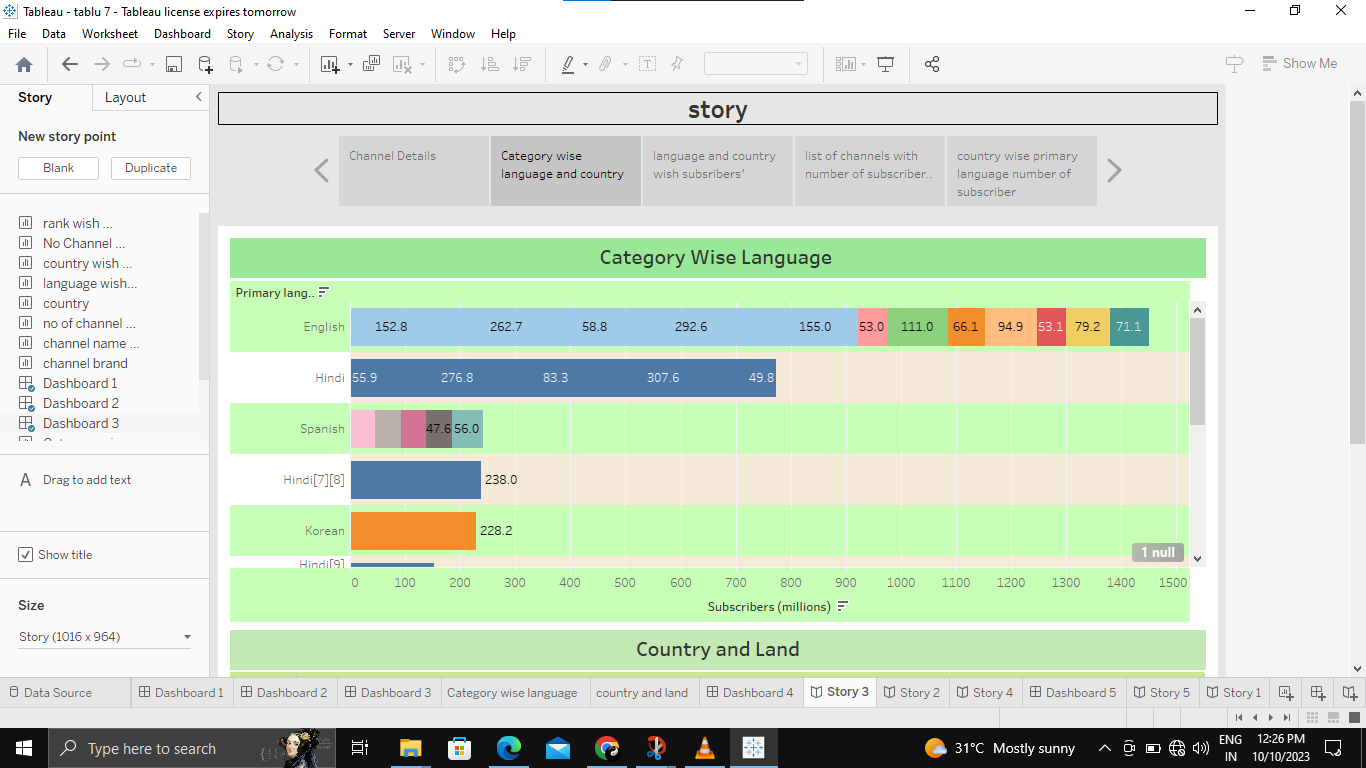 Tableau - tablu 7 - Tableau license expires tomorrow
File Data Worksheet Dashboard Story Analysis Format Server Window Help
Show Me
Story Layout
New story point
Blank Duplicate
rank wish ...
No Channel ...
country wish ...
language wish...
country
no of channel ...
channel name ...
channel brand
Dashboard 1
Dashboard 2
Dashboard 3
A Drag to add text
Show title
Size
Story (1016 x 964)
story
Channel Details
Category wise
language and country
language and country
wish subsribers’
list of channels with
number of subscriber..
country wise primary
language number of
subscriber
Category Wise Language
Primary lang..
English 152.8 262.7 58.8 292.6 155.0 53.0 111.0 66.1 94.9 53.1 79.2 71.1
Hindi 55.9 276.8 83.3 307.6 49.8
Spanish 47.6 56.0
Hindi[7][8] 238.0
Korean 228.2
Hindi[9]
1 null
0 100 200 300 400 500 600 700 800 900 1000 1100 1200 1300 1400 1500
Subscribers (millions)
Country and Land
Data Source Dashboard 1 Dashboard 2 Dashboard 3 Category wise language country and land Dashboard 4 Story 3 Story 2 Story 4 Dashboard 5 Story 5 Story 1
Type here to search
31°C Mostly sunny
ENG
IN
12:26 PM
10/10/2023